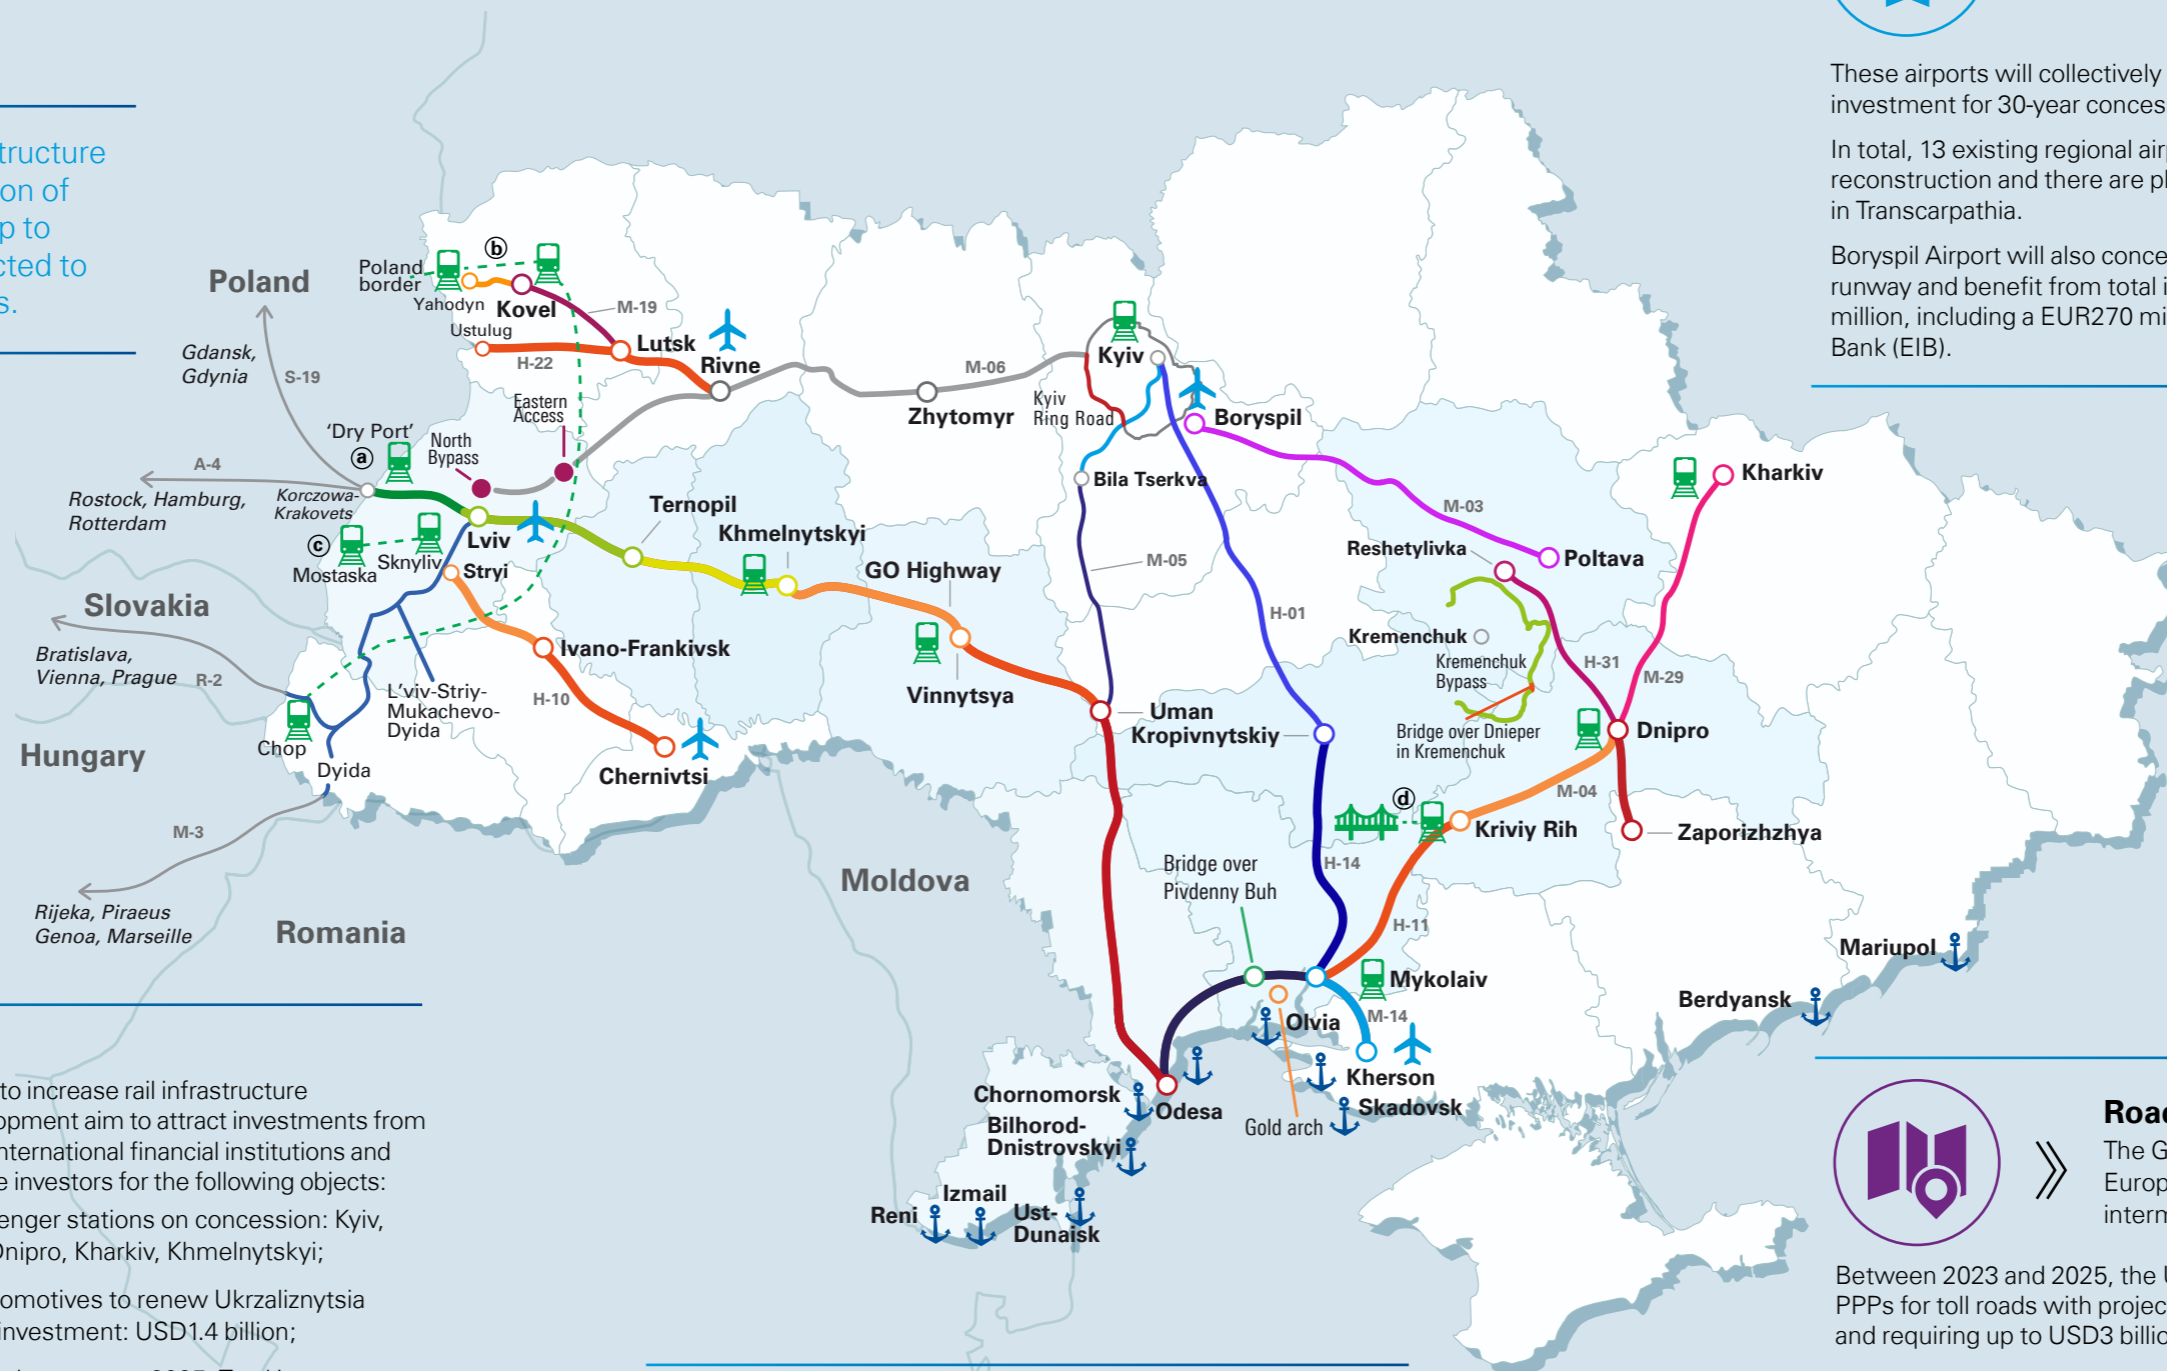 tructure
on of
p to
cted to
s.
These airports will collectively
investment for 30-year conces
In total, 13 existing regional air
reconstruction and there are pl
in Transcarpathia.
Boryspil Airport will also conce
runway and benefit from total i
million, including a EUR270 mi
Bank (EIB).
Poland
Gdansk,
Gdynia
S-19
A-4
Rostock, Hamburg,
Rotterdam
Slovakia
Bratislava,
Vienna, Prague
R-2
Hungary
M-3
Rijeka, Piraeus
Genoa, Marseille
Romania
Moldova
Poland
border
b
Yahodyn
Kovel
M-19
Ustulug
Lutsk
H-22
Rivne
Eastern
Access
'Dry Port'
a
North
Bypass
Korczowa-
Krakovets
c
Mostaska
Sknyliv
Lviv
Stryi
Ternopil
Khmelnytskyi
GO Highway
Vinnytsya
Ivano-Frankivsk
H-10
L'viv-Striy-
Mukachevo-
Dyida
Chop
Dyida
Chernivtsi
M-06
Zhytomyr
Kyiv
Kyiv
Ring Road
Boryspil
Bila Tserkva
M-05
H-01
M-03
Kharkiv
Reshetylivka
Poltava
Kremenchuk
Kremenchuk
Bypass
H-31
M-29
Bridge over Dnieper
in Kremenchuk
Uman
Kropivnytskiy
Dnipro
M-04
d
Kriviy Rih
Zaporizhzhya
H-14
Bridge over
Pivdenny Buh
H-11
Mykolaiv
Mariupol
Berdyansk
Olvia
M-14
Kherson
Skadovsk
Gold arch
Chornomorsk
Odesa
Bilhorod-
Dnistrovskyi
Izmail
Reni
Ust-
Dunaisk
to increase rail infrastructure
opment aim to attract investments from
nternational financial institutions and
e investors for the following objects:
enger stations on concession: Kyiv,
Dnipro, Kharkiv, Khmelnytskyi;
omotives to renew Ukrzaliznytsia
investment: USD1.4 billion;
Road
The G
Europ
interm
Between 2023 and 2025, the U
PPPs for toll roads with projec
and requiring up to USD3 billio